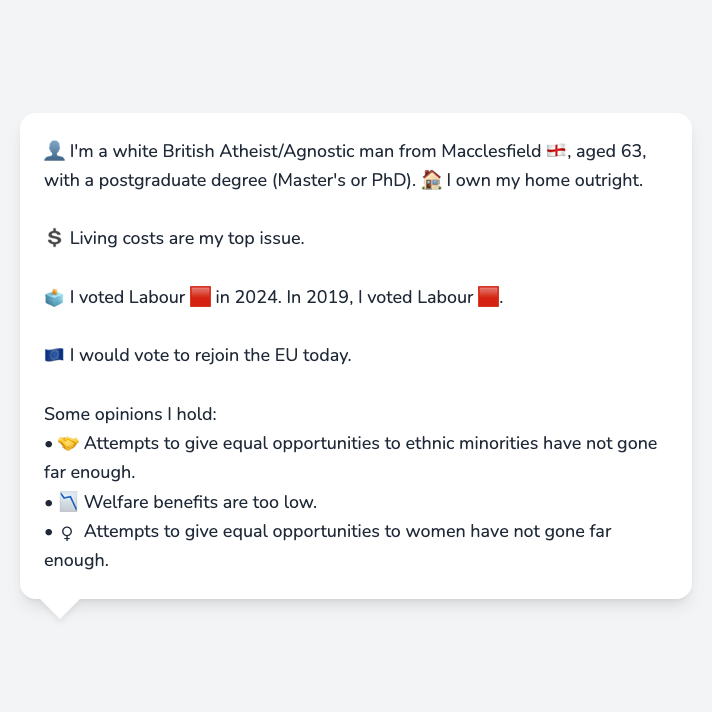 👤 I'm a white British Atheist/Agnostic man from Macclesfield 🏴󠁧󠁢󠁥󠁮󠁧󠁿, aged 63,
with a postgraduate degree (Master's or PhD). 🏠 I own my home outright.
💲 Living costs are my top issue.
🗳️ I voted Labour 🟥 in 2024. In 2019, I voted Labour 🟥.
🇪🇺 I would vote to rejoin the EU today.
Some opinions I hold:
• 🤝 Attempts to give equal opportunities to ethnic minorities have not gone
far enough.
• 📉 Welfare benefits are too low.
• ♀ Attempts to give equal opportunities to women have not gone far
enough.